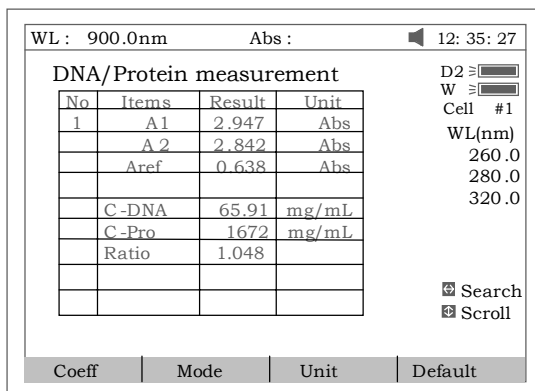 WL : 900.0nm Abs : 12: 35: 27
DNA/Protein measurement
No Items Result Unit
1 A1 2.947 Abs
A 2 2.842 Abs
Aref 0.638 Abs
C -DNA 65.91 mg/mL
C -Pro 1672 mg/mL
Ratio 1.048
D2
W
Cell #1
WL(nm)
260.0
280.0
320.0
Search
Scroll
Coeff Mode Unit Default